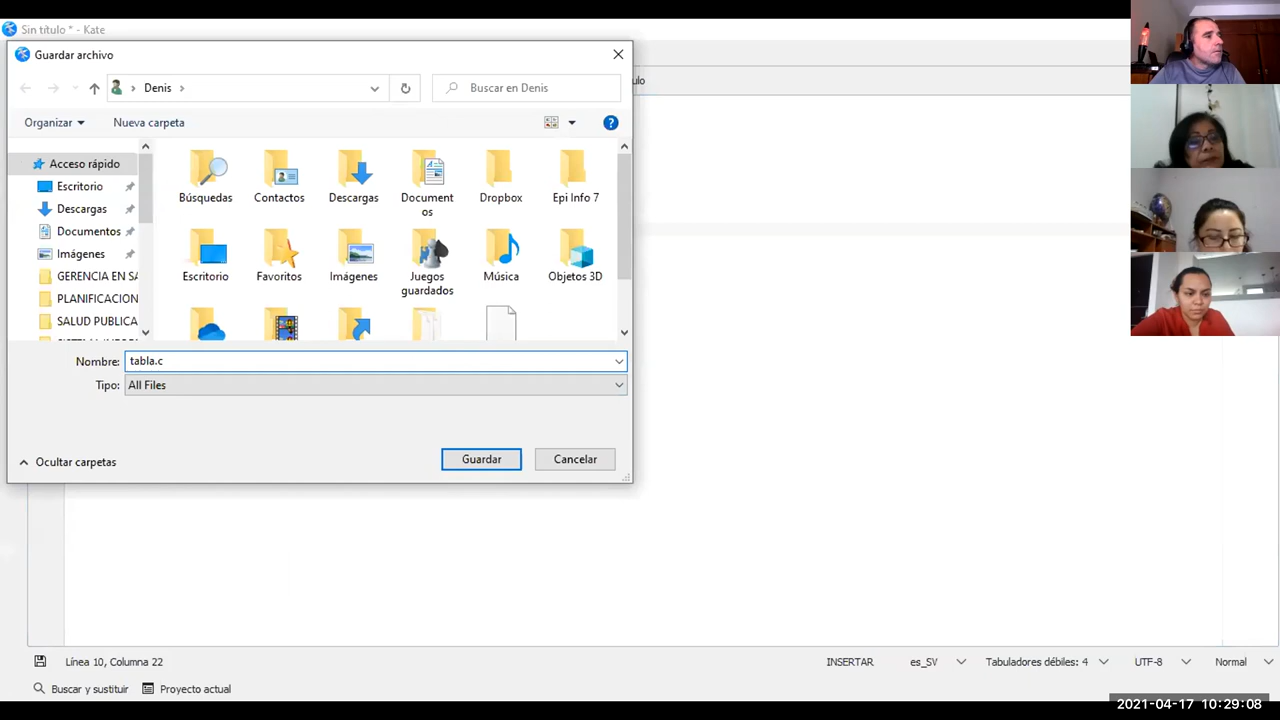 Sin título * - Kate
Guardar archivo
Denis
Buscar en Denis
Organizar
Nueva carpeta
Acceso rápido
Escritorio
Descargas
Documentos
Imágenes
GERENCIA EN SA
PLANIFICACION
SALUD PUBLICA
Búsquedas
Contactos
Descargas
Document
os
Dropbox
Epi Info 7
Escritorio
Favoritos
Imágenes
Juegos
guardados
Música
Objetos 3D
Nombre: tabla.c
Tipo: All Files
Ocultar carpetas
Guardar
Cancelar
Línea 10, Columna 22
INSERTAR
es_SV
Tabuladores débiles: 4
UTF-8
Normal
Buscar y sustituir
Proyecto actual
2021-04-17 10:29:08